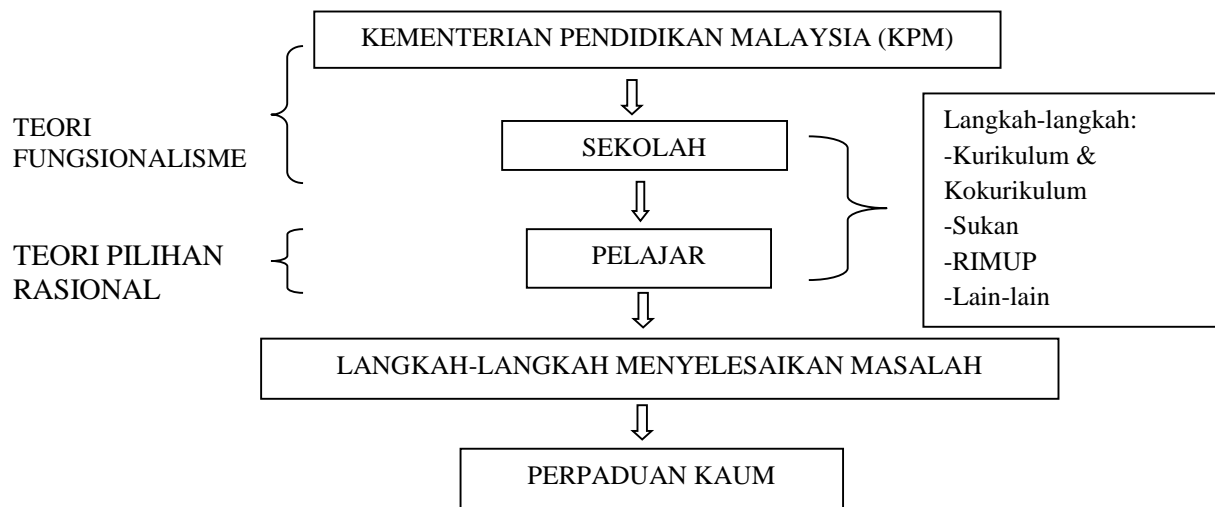 KEMENTERIAN PENDIDIKAN MALAYSIA (KPM)
TEORI
FUNGSIONALISME
SEKOLAH
TEORI PILIHAN
RASIONAL
PELAJAR
Langkah-langkah:
-Kurikulum &
Kokurikulum
-Sukan
-RIMUP
-Lain-lain
LANGKAH-LANGKAH MENYELESAIKAN MASALAH
PERPADUAN KAUM